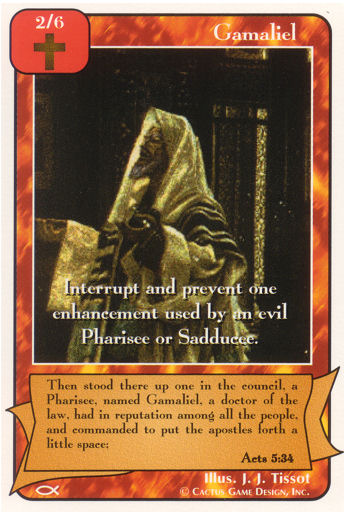 2/6
Gamaliel
Interrupt and prevent one
enhancement used by an evil
Pharisee or Sadducee.
Then stood there up one in the council, a
Pharisee, named Gamaliel, a doctor of the
law, had in reputation among all the people,
and commanded to put the apostles forth a
little space;
Acts 5:34
Illus. J. J. Tissot
© Cactus Game Design, Inc.